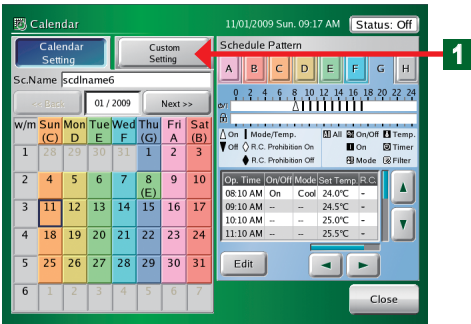 Calendar 11/01/2009 Sun. 09:17 AM Status: Off
Calendar Setting
Custom Setting
1
Sc.Name scdlname6
<< Back 01 / 2009 Next >>
w/m Sun (C) Mon D Tue E Wed F Thu (G) Fri A Sat (B)
1 28 29 30 31 1 2 3
2 4 5 6 7 8 (E) 9 10
3 11 12 13 14 15 16 17
4 18 19 20 21 22 23 24
5 25 26 27 28 29 30 31
6 1 2 3 4 5 6 7
Schedule Pattern
A B C D E F G H
0 2 4 6 8 10 12 14 16 18 20 22 24
On Mode/Temp. All On/Off Temp.
Off R.C. Prohibition On On Timer
R.C. Prohibition Off Mode Filter
Op. Time On/Off Mode Set Temp. R.C.
08:10 AM On Cool 24.0°C –
09:10 AM -- -- 24.5°C –
10:10 AM -- -- 25.0°C –
11:10 AM -- -- 25.5°C –
Edit
Close